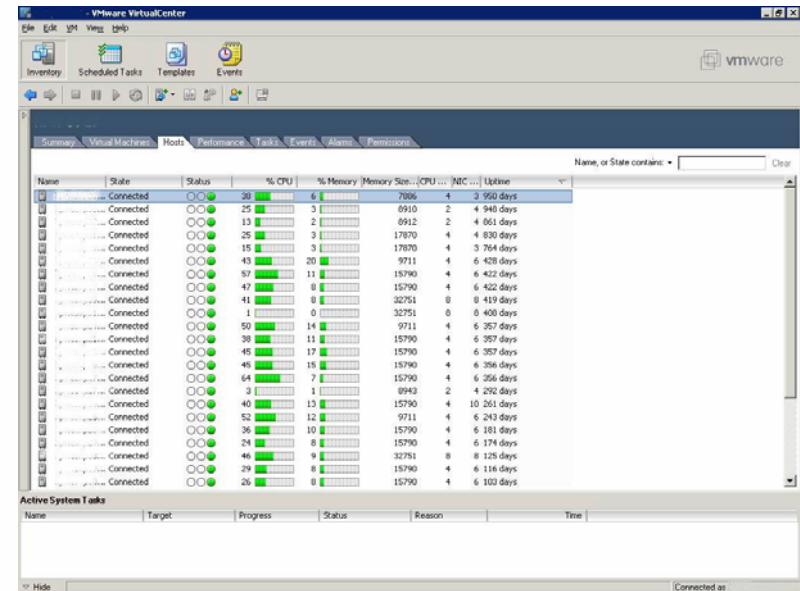 - VMware VirtualCenter
File Edit VM View Help
Inventory Scheduled Tasks Templates Events
vmware
Summary Virtual Machines Hosts Performance Tasks Events Alarms Permissions
Name, or State contains: Clear
Name State Status % CPU % Memory Memory Size... CPU ... NIC ... Uptime
... Connected 38 6 7886 4 3 950 days
... Connected 25 3 8910 2 4 948 days
... Connected 13 2 8912 2 4 861 days
... Connected 25 3 17870 4 4 830 days
... Connected 15 3 17870 4 3 764 days
... Connected 43 20 9711 4 6 428 days
... Connected 57 11 15790 4 6 422 days
... Connected 47 8 15790 4 6 422 days
... Connected 41 8 32751 8 8 419 days
... Connected 1 0 32751 8 8 408 days
... Connected 50 14 9711 4 6 357 days
... Connected 38 11 15790 4 6 357 days
... Connected 45 17 15790 4 6 357 days
... Connected 45 15 15790 4 6 356 days
... Connected 64 7 15790 4 6 356 days
... Connected 3 1 8943 2 4 292 days
... Connected 40 13 15790 4 10 261 days
... Connected 52 12 9711 4 6 243 days
... Connected 36 10 15790 4 6 181 days
... Connected 24 8 15790 4 6 174 days
... Connected 46 9 32751 8 8 125 days
... Connected 29 8 15790 4 6 116 days
... Connected 26 8 15790 4 6 103 days
Active System Tasks
Name Target Progress Status Reason Time
Hide Connected as